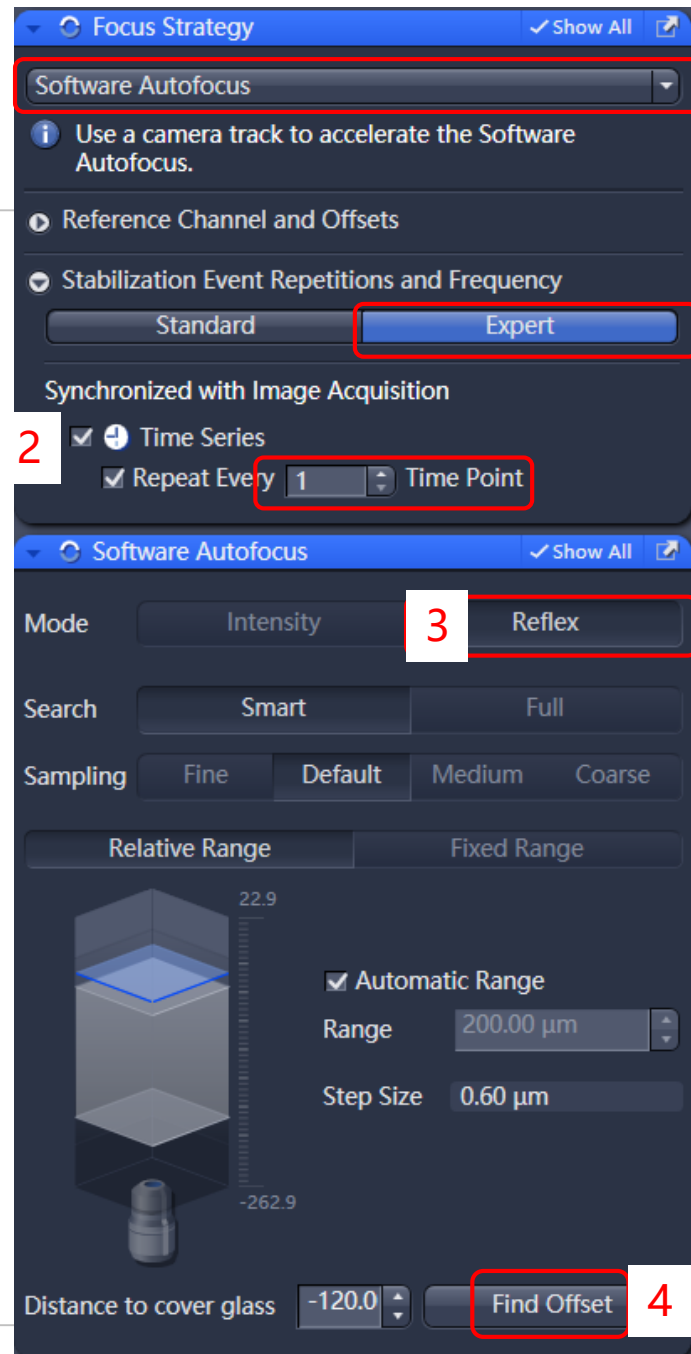 Focus Strategy Show All
Software Autofocus
Use a camera track to accelerate the Software
Autofocus.
Reference Channel and Offsets
Stabilization Event Repetitions and Frequency
Standard Expert
Synchronized with Image Acquisition
2 Time Series
Repeat Every 1 Time Point
Software Autofocus Show All
Mode Intensity 3 Reflex
Search Smart Full
Sampling Fine Default Medium Coarse
Relative Range Fixed Range
22.9
Automatic Range
Range 200.00 µm
Step Size 0.60 µm
-262.9
Distance to cover glass -120.0 Find Offset 4